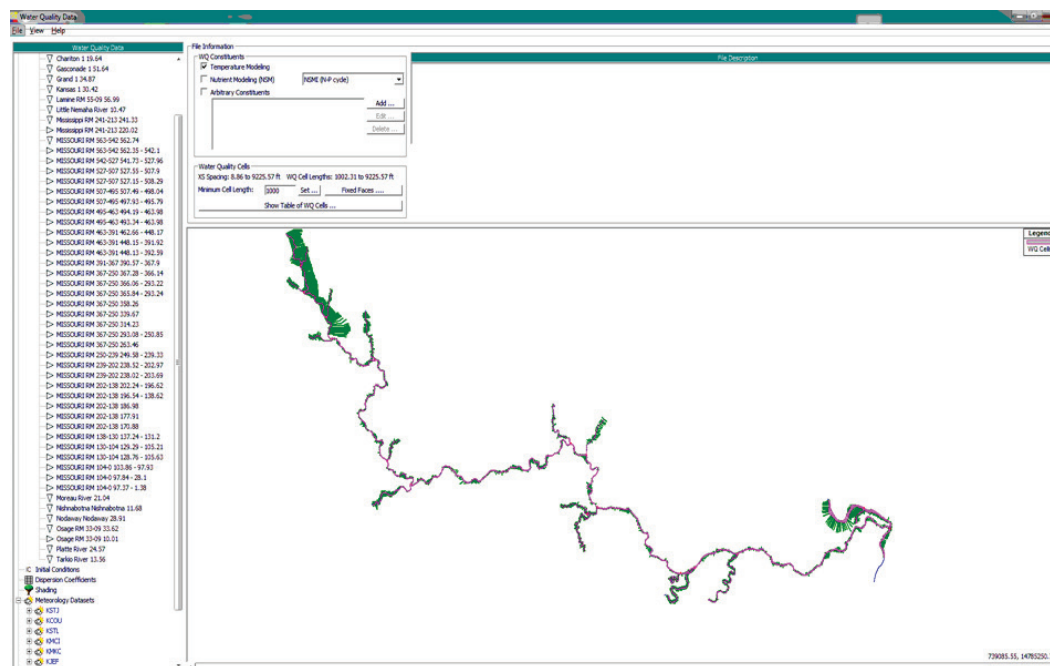 Water Quality Data
File View Help
Water Quality Data
Chariton 1 19.64
Gasconade 1 51.64
Grand 1 34.87
Kansas 1 30.42
Lamine RM 55-09 56.99
Little Nemaha River 10.47
Mississippi RM 241-213 241.33
Mississippi RM 241-213 220.02
MISSOURI RM 563-542 562.74
MISSOURI RM 563-542 562.35 - 542.1
MISSOURI RM 542-527 541.73 - 527.96
MISSOURI RM 527-507 527.55 - 507.9
MISSOURI RM 527-507 527.15 - 508.29
MISSOURI RM 507-495 507.49 - 498.04
MISSOURI RM 507-495 497.93 - 495.79
MISSOURI RM 495-463 494.19 - 463.98
MISSOURI RM 495-463 493.34 - 463.98
MISSOURI RM 463-391 462.66 - 448.17
MISSOURI RM 463-391 448.15 - 391.92
MISSOURI RM 463-391 448.13 - 392.59
MISSOURI RM 391-367 390.57 - 367.9
MISSOURI RM 367-250 367.28 - 366.14
MISSOURI RM 367-250 366.06 - 293.22
MISSOURI RM 367-250 365.84 - 293.24
MISSOURI RM 367-250 358.26
MISSOURI RM 367-250 339.67
MISSOURI RM 367-250 314.23
MISSOURI RM 367-250 293.08 - 250.85
MISSOURI RM 367-250 263.46
MISSOURI RM 250-239 249.58 - 239.33
MISSOURI RM 239-202 238.52 - 202.97
MISSOURI RM 239-202 238.02 - 203.69
MISSOURI RM 202-138 202.24 - 196.62
MISSOURI RM 202-138 196.54 - 138.62
MISSOURI RM 202-138 186.98
MISSOURI RM 202-138 177.91
MISSOURI RM 202-138 170.88
MISSOURI RM 138-130 137.24 - 131.2
MISSOURI RM 130-104 129.29 - 105.21
MISSOURI RM 130-104 128.76 - 105.63
MISSOURI RM 104-0 103.86 - 97.93
MISSOURI RM 104-0 97.84 - 28.1
MISSOURI RM 104-0 97.37 - 1.38
Moreau River 21.04
Nishnabotna Nishnabotna 11.68
Nodaway Nodaway 28.91
Osage RM 33-09 33.62
Osage RM 33-09 10.01
Platte River 24.57
Tarkio River 13.56
IC Initial Conditions
Dispersion Coefficients
Shading
Meteorology Datasets
KSTJ
KCOU
KSTL
KMCI
KMKC
KJEF
File Information
WQ Constituents
Temperature Modeling
Nutrient Modeling (NSM) NSMI (N-P cycle)
Arbitrary Constituents
Add ...
Edit ...
Delete ...
Water Quality Cells
XS Spacing: 8.86 to 9225.57 ft WQ Cell Lengths: 1002.31 to 9225.57 ft
Minimum Cell Length: 1000 Set ... Fixed Faces ....
Show Table of WQ Cells ...
File Description
Legend
WQ Cell
739085.55, 14785250.